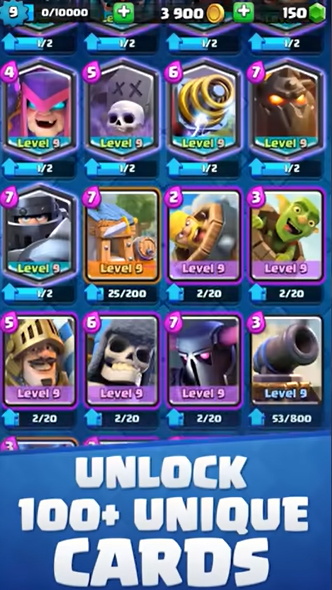 9 0/10000 + 3 900 + 150
1/2 1/2 1/2 1/2
4 5 6 7
Level 9 Level 9 Level 9 Level 9
1/2 1/2 1/2 1/2
7 7 2 3
Level 9 Level 9 Level 9 Level 9
1/2 25/200 2/20 2/20
5 6 7 3
Level 9 Level 9 Level 9 Level 9
2/20 2/20 2/20 53/800
3
UNLOCK
100+ UNIQUE
CARDS